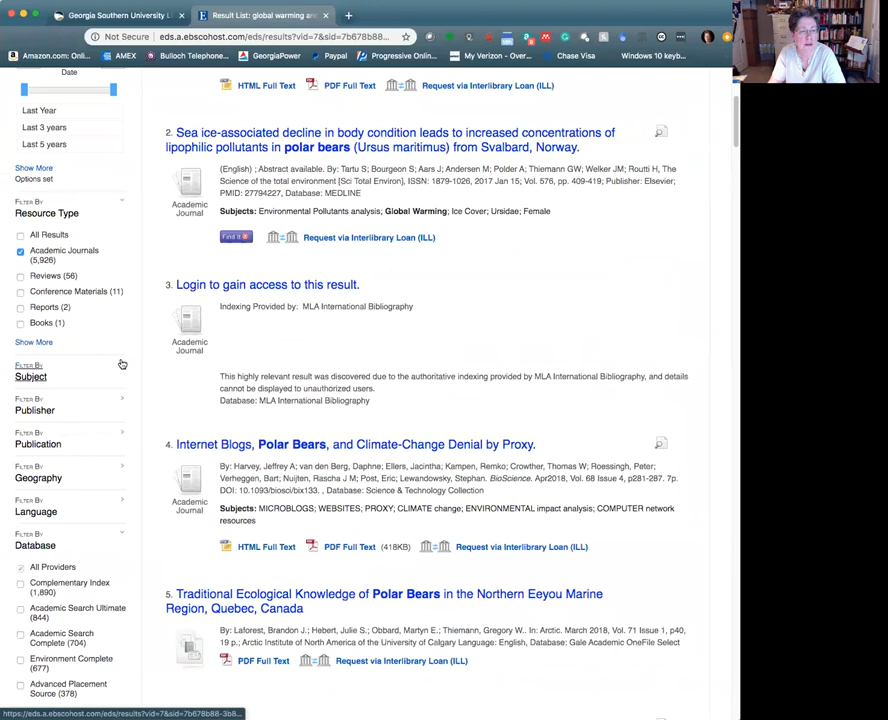 Georgia Southern University Li
Result List: global warming an
Not Secure | eds.a.ebscohost.com/eds/results?vid=7&sid=7b678b88...
Amazon.com: Onl... AMEX Bulloch Telephone... GeorgiaPower Paypal Progressive Onlin... My Verizon - Over... Chase Visa Windows 10 keyb...
Date
Last Year
Last 3 years
Last 5 years
Show More
Options set
Filter By
Resource Type
All Results
Academic Journals
(5,926)
Reviews (56)
Conference Materials (11)
Reports (2)
Books (1)
Show More
Filter By
Subject
Filter By
Publisher
Filter By
Publication
Filter By
Geography
Filter By
Language
Filter By
Database
All Providers
Complementary Index
(1,890)
Academic Search Ultimate
(844)
Academic Search
Complete (704)
Environment Complete
(677)
Advanced Placement
Source (378)
HTML Full Text PDF Full Text Request via Interlibrary Loan (ILL)
2. Sea ice-associated decline in body condition leads to increased concentrations of
lipophilic pollutants in polar bears (Ursus maritimus) from Svalbard, Norway.
(English) ; Abstract available. By: Tartu S; Bourgeon S; Aars J; Andersen M; Polder A; Thiemann GW; Welker JM; Routti H, The
Science of the total environment [Sci Total Environ], ISSN: 1879-1026, 2017 Jan 15; Vol. 576, pp. 409-419; Publisher: Elsevier;
PMID: 27794227, Database: MEDLINE
Academic
Journal
Subjects: Environmental Pollutants analysis; Global Warming; Ice Cover; Ursidae; Female
Find It Request via Interlibrary Loan (ILL)
3. Login to gain access to this result.
Indexing Provided by: MLA International Bibliography
Academic
Journal
This highly relevant result was discovered due to the authoritative indexing provided by MLA International Bibliography, and details
cannot be displayed to unauthorized users.
Database: MLA International Bibliography
4. Internet Blogs, Polar Bears, and Climate-Change Denial by Proxy.
By: Harvey, Jeffrey A; van den Berg, Daphne; Ellers, Jacintha; Kampen, Remko; Crowther, Thomas W; Roessingh, Peter;
Verheggen, Bart; Nuijten, Rascha J M; Post, Eric; Lewandowsky, Stephan. BioScience. Apr2018, Vol. 68 Issue 4, p281-287. 7p.
DOI: 10.1093/biosci/bix133. , Database: Science & Technology Collection
Academic
Journal
Subjects: MICROBLOGS; WEBSITES; PROXY; CLIMATE change; ENVIRONMENTAL impact analysis; COMPUTER network
resources
HTML Full Text PDF Full Text (418KB) Request via Interlibrary Loan (ILL)
5. Traditional Ecological Knowledge of Polar Bears in the Northern Eeyou Marine
Region, Quebec, Canada
By: Laforest, Brandon J.; Hebert, Julie S.; Obbard, Martyn E.; Thiemann, Gregory W.. In: Arctic. March 2018, Vol. 71 Issue 1, p40,
19 p.; Arctic Institute of North America of the University of Calgary Language: English, Database: Gale Academic OneFile Select
PDF Full Text Request via Interlibrary Loan (ILL)
https://eds.a.ebscohost.com/eds/results?vid=7&sid=7b678b88-3b8...